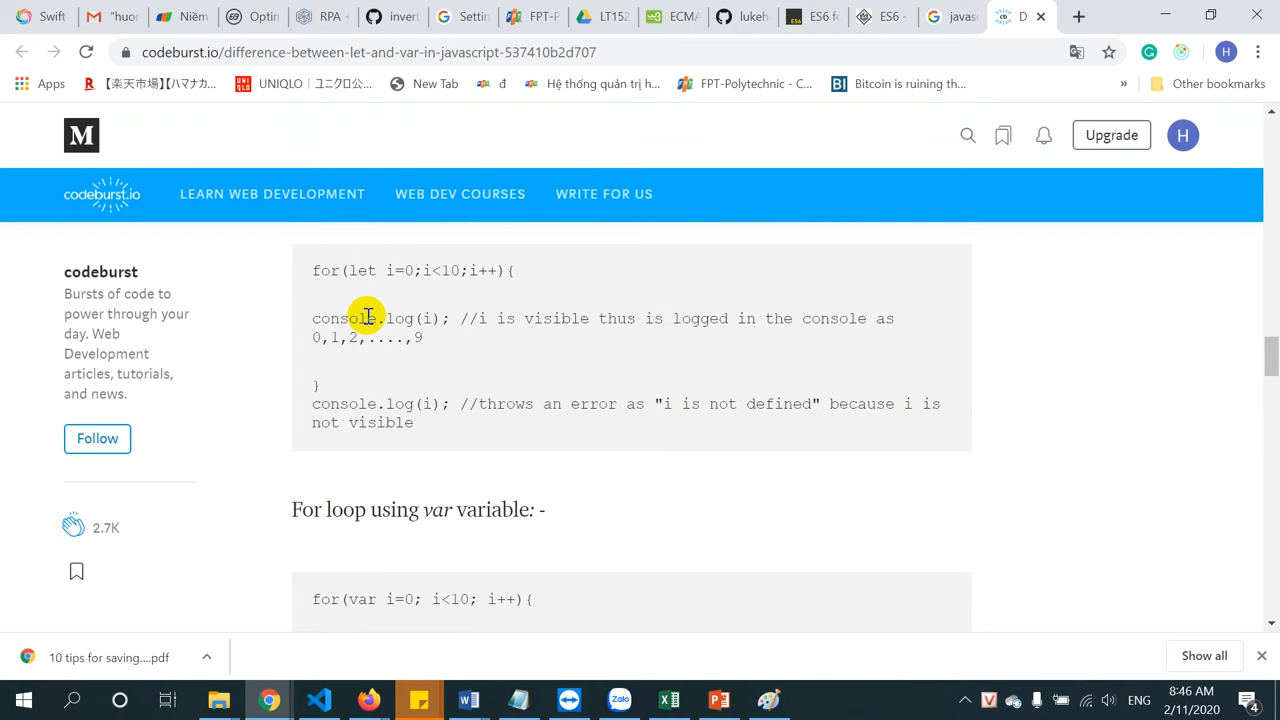 Swift
"huor
Niềm
Optin
RPA
invert
Settin
FPT-P
LT152
ECMA
lukeh
ES6 fo
ES6 -
javas
D
codeburst.io/difference-between-let-and-var-in-javascript-537410b2d707
H
Apps
【楽天市場】【ハマナカ...
UNIQLO｜ユニクロ公...
New Tab
đ
Hệ thống quản trị h...
FPT-Polytechnic - C...
BI
Bitcoin is ruining th...
»
Other bookmarks
M
Upgrade
H
codeburst.io
LEARN WEB DEVELOPMENT
WEB DEV COURSES
WRITE FOR US
codeburst
Bursts of code to
power through your
day. Web
Development
articles, tutorials,
and news.
Follow
2.7K
for(let i=0;i<10;i++){
console.log(i); //i is visible thus is logged in the console as
0,1,2,....,9
}
console.log(i); //throws an error as "i is not defined" because i is
not visible
For loop using var variable: -
for(var i=0; i<10; i++){
10 tips for saving....pdf
Show all
ENG
8:46 AM
2/11/2020
4